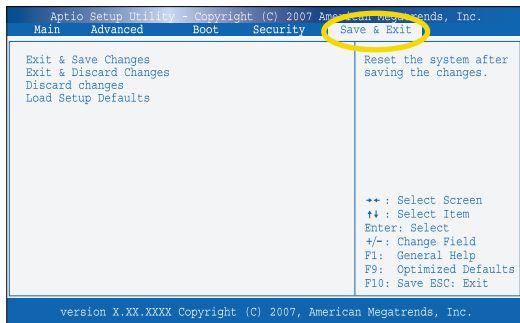 Aptio Setup Utility - Copyright (C) 2007 American Megatrends, Inc.
Main Advanced Boot Security Save & Exit
Exit & Save Changes
Exit & Discard Changes
Discard changes
Load Setup Defaults
Reset the system after
saving the changes.
→← : Select Screen
↑↓ : Select Item
Enter: Select
+/- : Change Field
F1: General Help
F9: Optimized Defaults
F10: Save ESC: Exit
version X.XX.XXXX Copyright (C) 2007, American Megatrends, Inc.